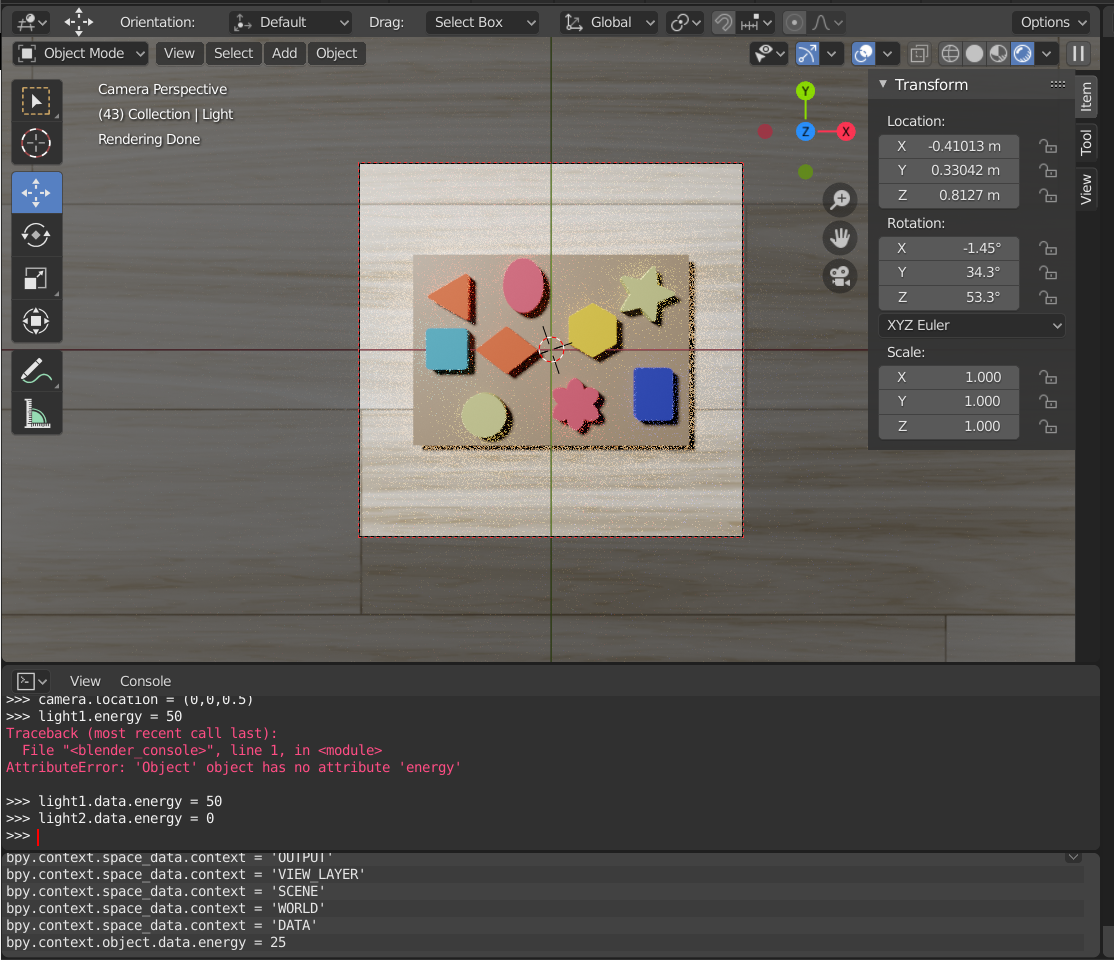 Orientation: Default Drag: Select Box Global Options
Object Mode View Select Add Object
Camera Perspective
(43) Collection | Light
Rendering Done
Y
Z X
Transform
Location:
X -0.41013 m
Y 0.33042 m
Z 0.8127 m
Rotation:
X -1.45°
Y 34.3°
Z 53.3°
XYZ Euler
Scale:
X 1.000
Y 1.000
Z 1.000
Item
Tool
View
View Console
>>> camera.location = (0,0,0.5)
>>> light1.energy = 50
Traceback (most recent call last):
  File "<blender_console>", line 1, in <module>
AttributeError: 'Object' object has no attribute 'energy'
>>> light1.data.energy = 50
>>> light2.data.energy = 0
>>>
bpy.context.space_data.context = 'OUTPUT'
bpy.context.space_data.context = 'VIEW_LAYER'
bpy.context.space_data.context = 'SCENE'
bpy.context.space_data.context = 'WORLD'
bpy.context.space_data.context = 'DATA'
bpy.context.object.data.energy = 25